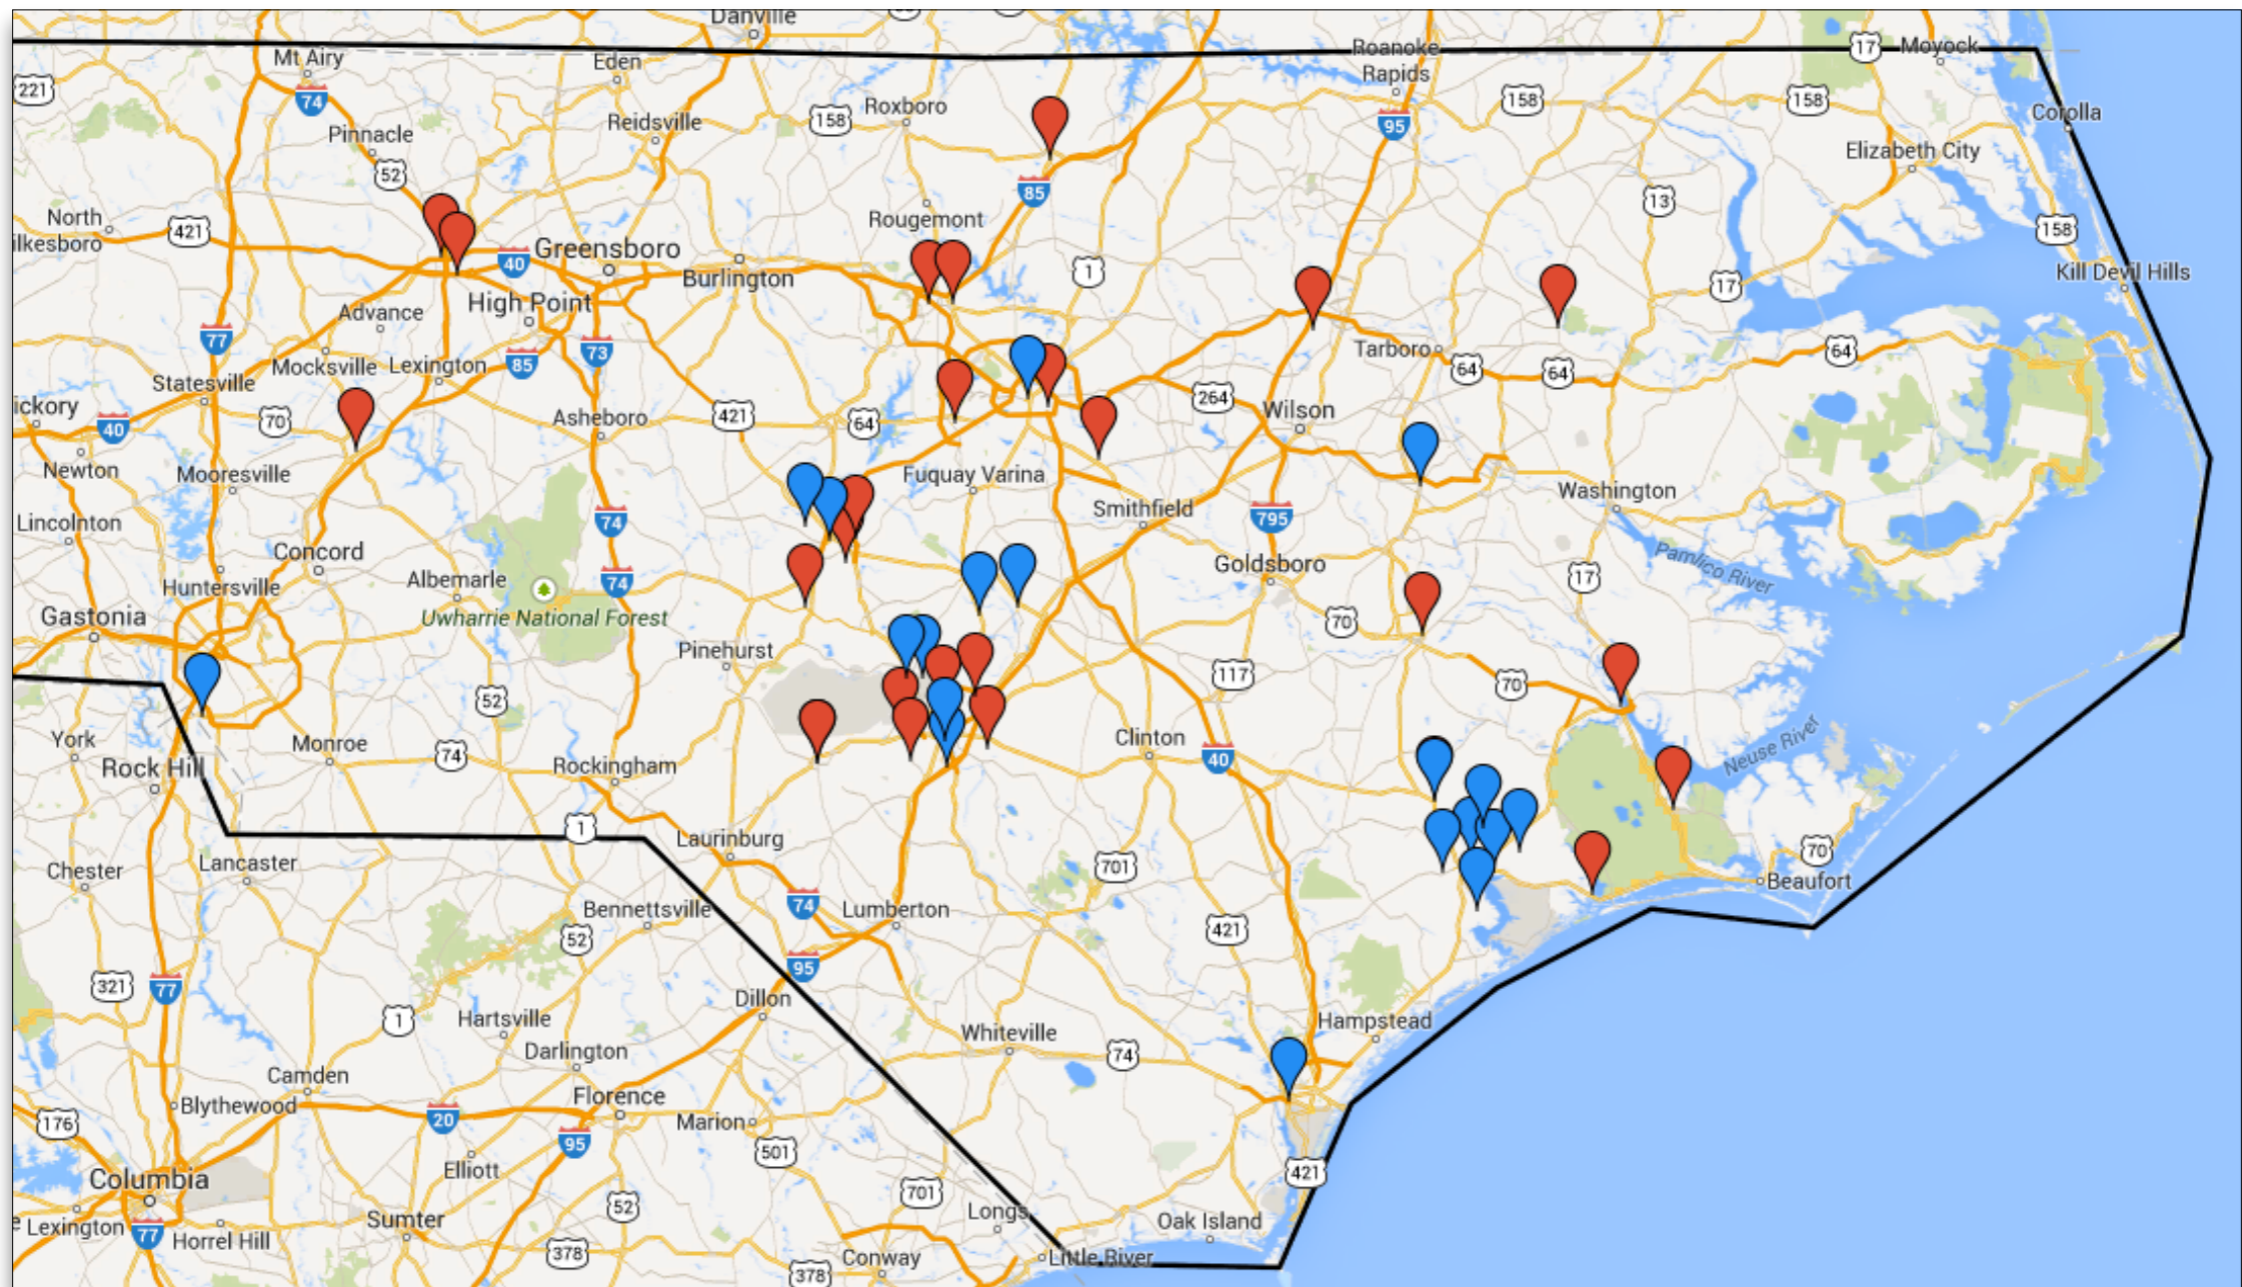 Danville
Mt Airy
Eden
Roanoke
Rapids
17
Moyock
221
74
Pinnacle
Reidsville
158
Roxboro
95
158
158
Corolla
52
Elizabeth City
85
North
ilkesboro
421
Rougemont
13
158
40
Greensboro
Burlington
1
17
Kill Devil Hills
High Point
Advance
77
Mocksville
Lexington
85
73
Tarboro
64
64
64
Statesville
ickory
40
70
Asheboro
421
64
264
Wilson
Newton
Mooresville
Fuquay Varina
Washington
Lincolnton
74
Smithfield
795
Concord
Huntersville
Albemarle
74
Goldsboro
17
Pamlico River
Gastonia
Uwharrie National Forest
70
Pinehurst
52
117
70
York
Rock Hill
Monroe
74
Rockingham
Clinton
40
Neuse River
1
Laurinburg
Chester
Lancaster
701
70
Beaufort
74
Bennettsville
52
Lumberton
421
321
77
95
1
Hartsville
Dillon
Darlington
Whiteville
Hampstead
74
Camden
Blythewood
176
20
Florence
95
Marion
501
Columbia
Elliott
421
e Lexington
77
Horrel Hill
Sumter
52
701
Longs
Oak Island
378
Conway
378
Little River